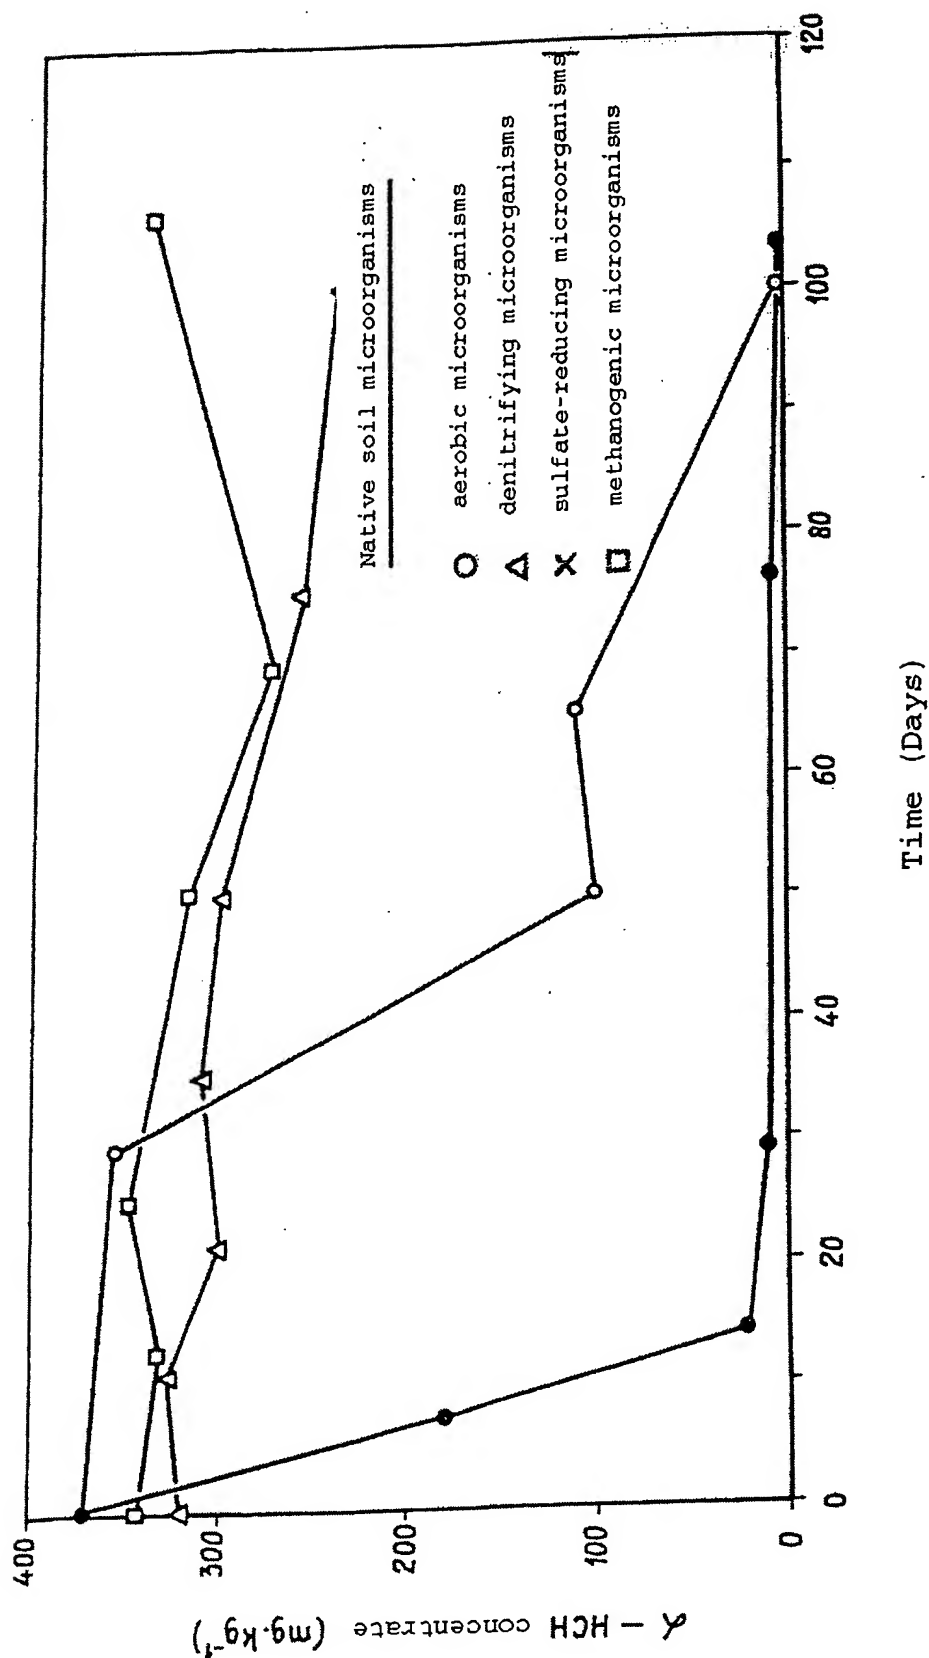 α – HCH concentrate (mg.kg⁻¹)
400
300
200
100
0
Native soil microorganisms
O aerobic microorganisms
△ denitrifying microorganisms
X sulfate-reducing microorganisms
□ methanogenic microorganisms
0
20
40
60
80
100
120
Time (Days)